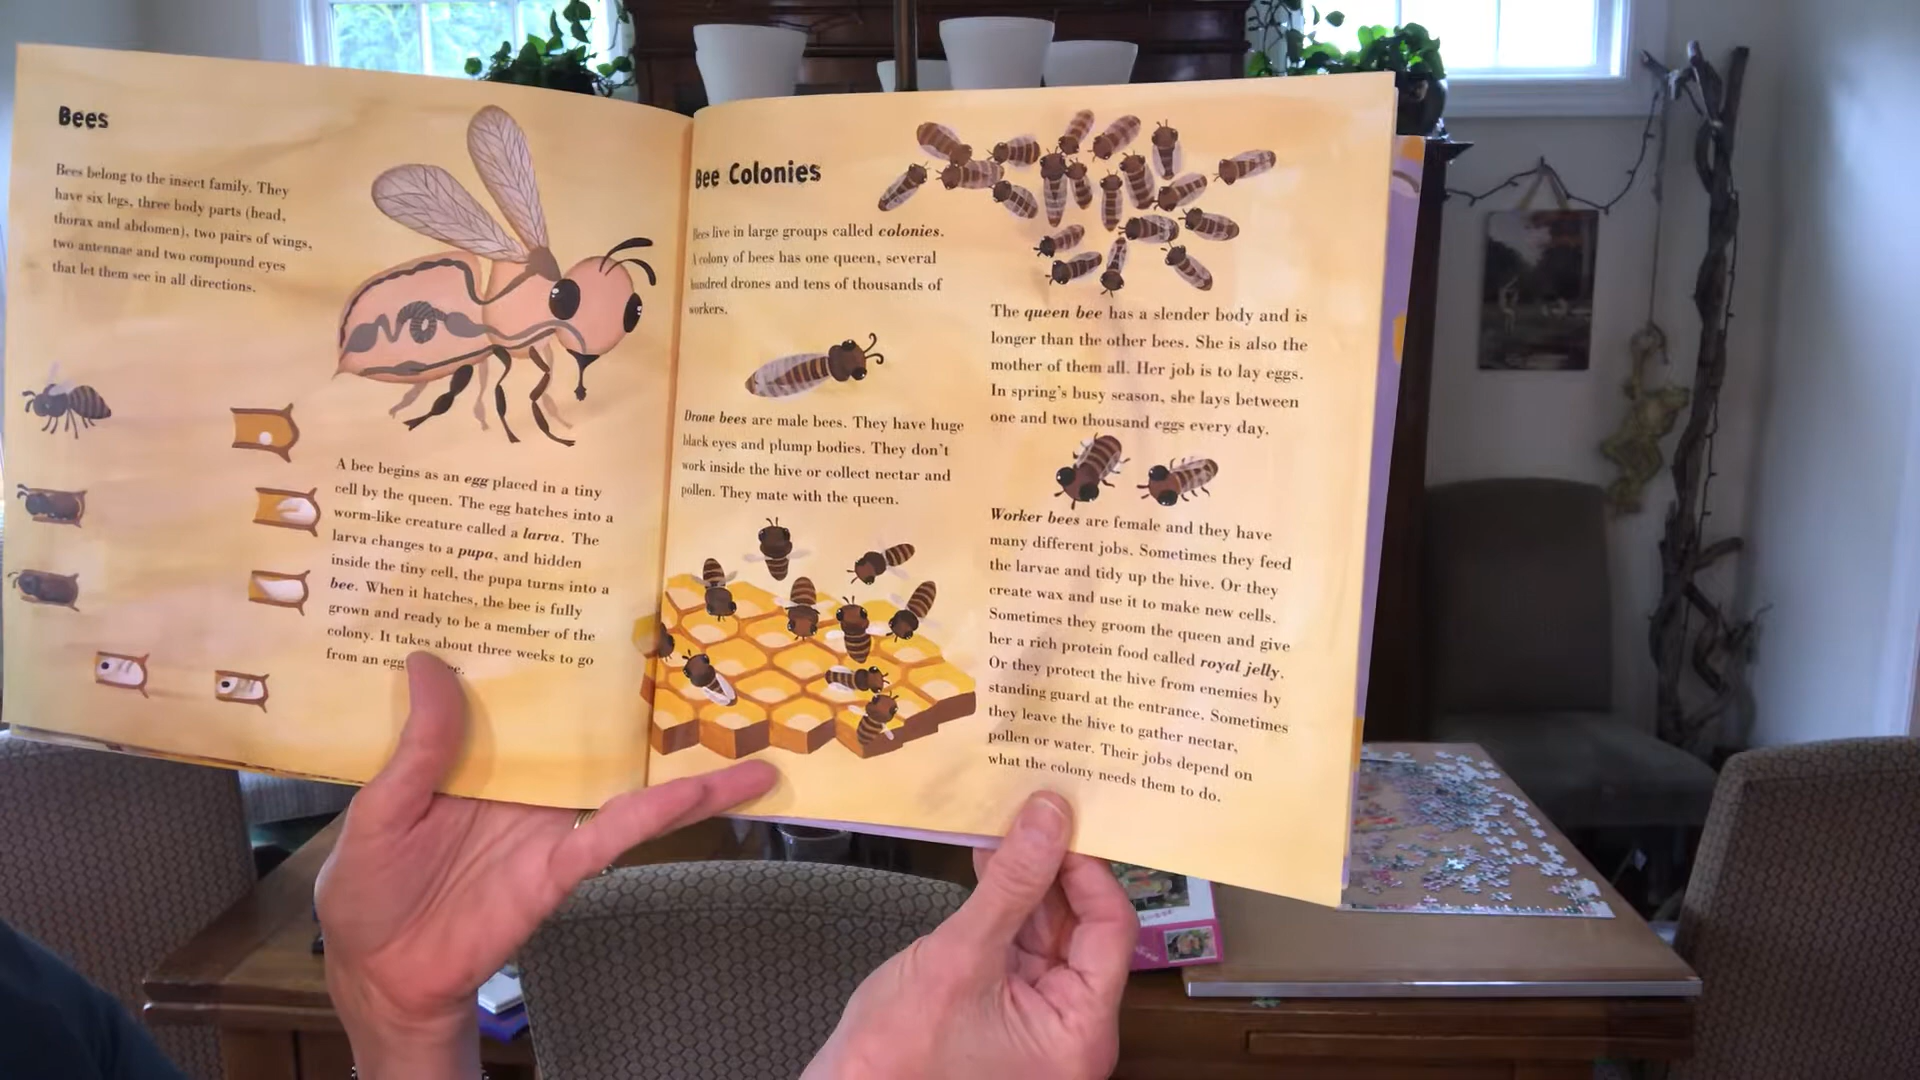 Bees
Bees belong to the insect family. They
have six legs, three body parts (head,
thorax and abdomen), two pairs of wings,
two antennae and two compound eyes
that let them see in all directions.
A bee begins as an egg placed in a tiny
cell by the queen. The egg hatches into a
worm-like creature called a larva. The
larva changes to a pupa, and hidden
inside the tiny cell, the pupa turns into a
bee. When it hatches, the bee is fully
grown and ready to be a member of the
colony. It takes about three weeks to go
from an egg
Bee Colonies
Bees live in large groups called colonies.
A colony of bees has one queen, several
hundred drones and tens of thousands of
workers.
Drone bees are male bees. They have huge
black eyes and plump bodies. They don't
work inside the hive or collect nectar and
pollen. They mate with the queen.
The queen bee has a slender body and is
longer than the other bees. She is also the
mother of them all. Her job is to lay eggs.
In spring's busy season, she lays between
one and two thousand eggs every day.
Worker bees are female and they have
many different jobs. Sometimes they feed
the larvae and tidy up the hive. Or they
create wax and use it to make new cells.
Sometimes they groom the queen and give
her a rich protein food called royal jelly.
Or they protect the hive from enemies by
standing guard at the entrance. Sometimes
they leave the hive to gather nectar,
pollen or water. Their jobs depend on
what the colony needs them to do.